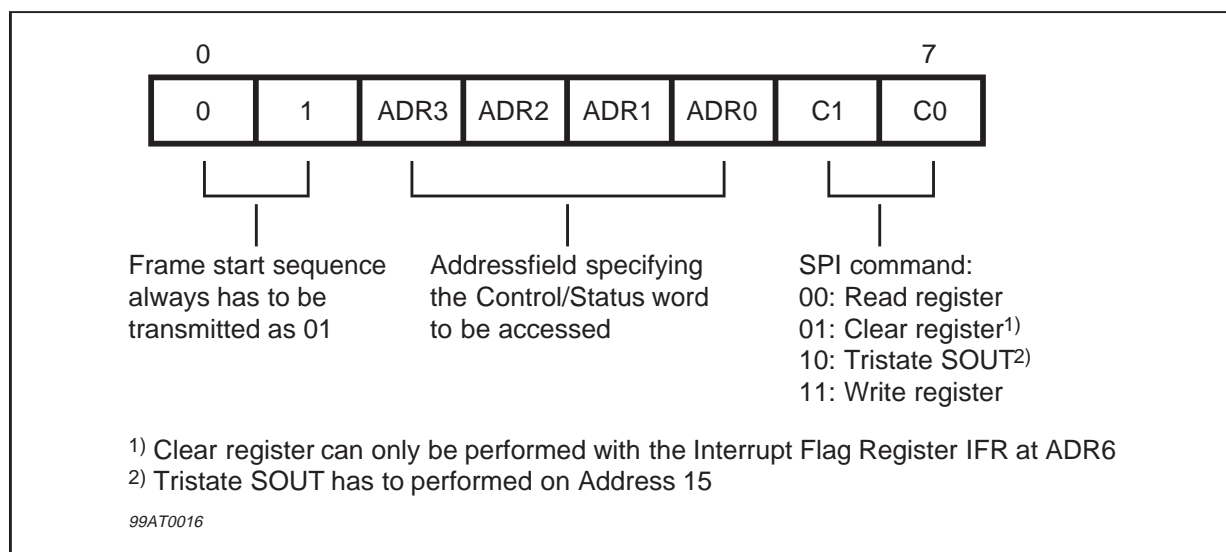 0 7
0 1 ADR3 ADR2 ADR1 ADR0 C1 C0
Frame start sequence
always has to be
transmitted as 01
Addressfield specifying
the Control/Status word
to be accessed
SPI command:
00: Read register
01: Clear register1)
10: Tristate SOUT2)
11: Write register
1) Clear register can only be performed with the Interrupt Flag Register IFR at ADR6
2) Tristate SOUT has to performed on Address 15
99AT0016